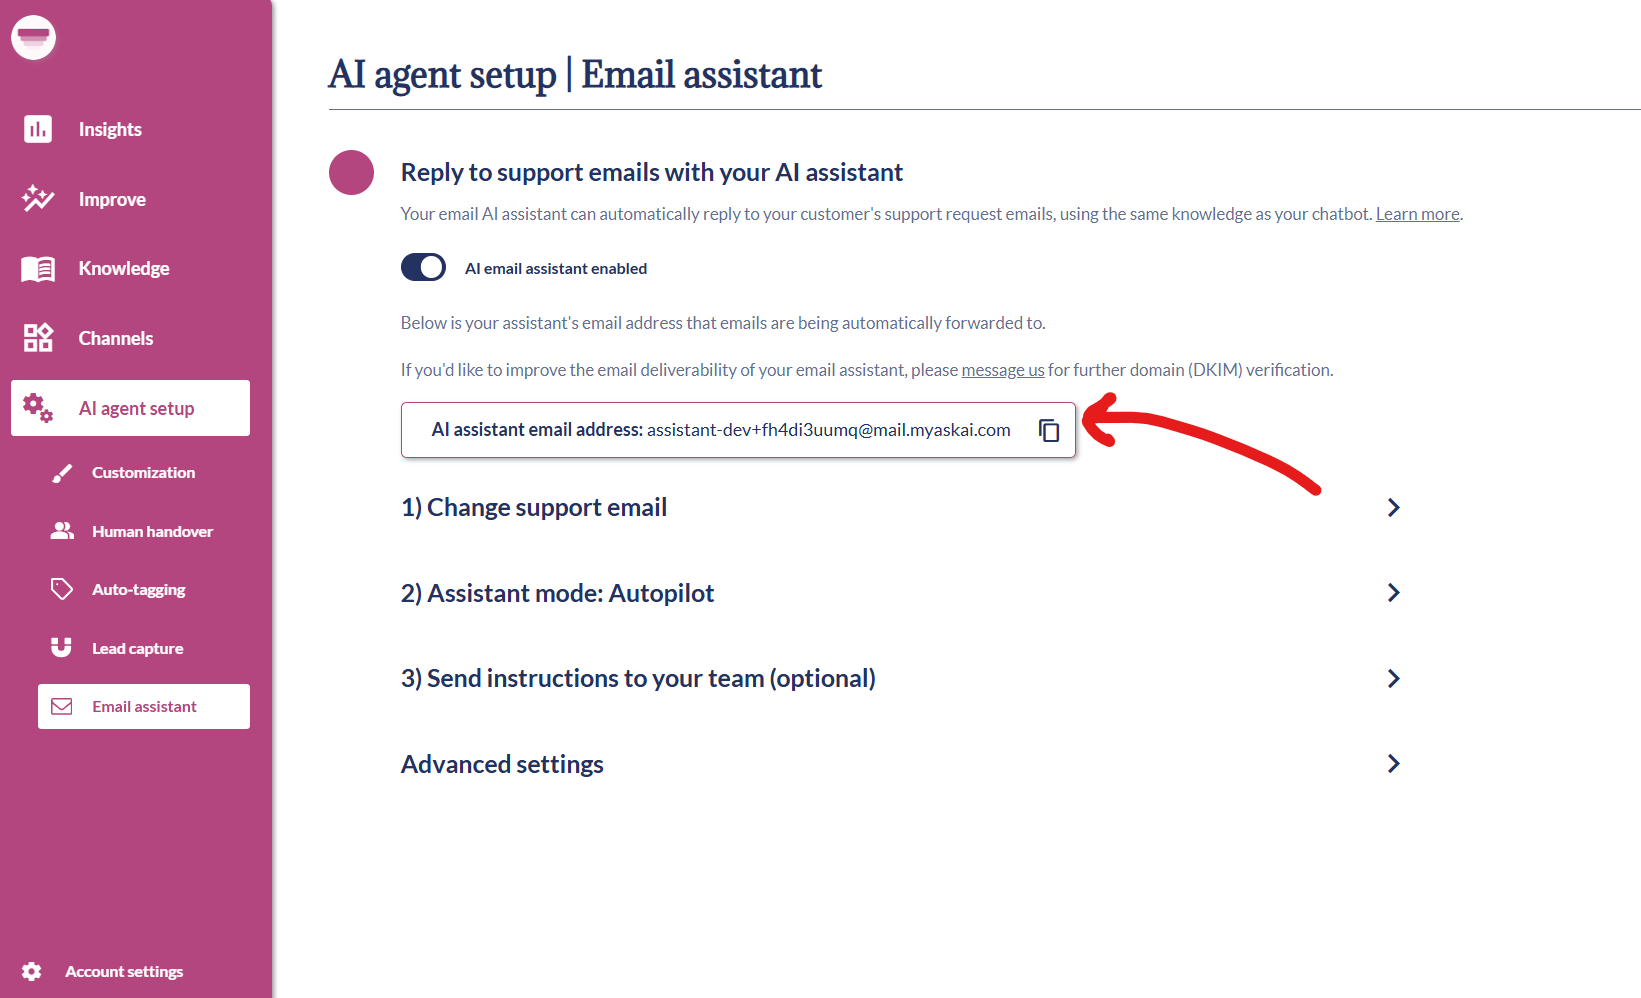 AI agent setup | Email assistant
Insights
Improve
Knowledge
Channels
AI agent setup
Customization
Human handover
Auto-tagging
Lead capture
Email assistant
Account settings
Reply to support emails with your AI assistant
Your email AI assistant can automatically reply to your customer's support request emails, using the same knowledge as your chatbot. Learn more.
AI email assistant enabled
Below is your assistant's email address that emails are being automatically forwarded to.
If you'd like to improve the email deliverability of your email assistant, please message us for further domain (DKIM) verification.
AI assistant email address: assistant-dev+fh4di3uumq@mail.myaskai.com
1) Change support email
2) Assistant mode: Autopilot
3) Send instructions to your team (optional)
Advanced settings